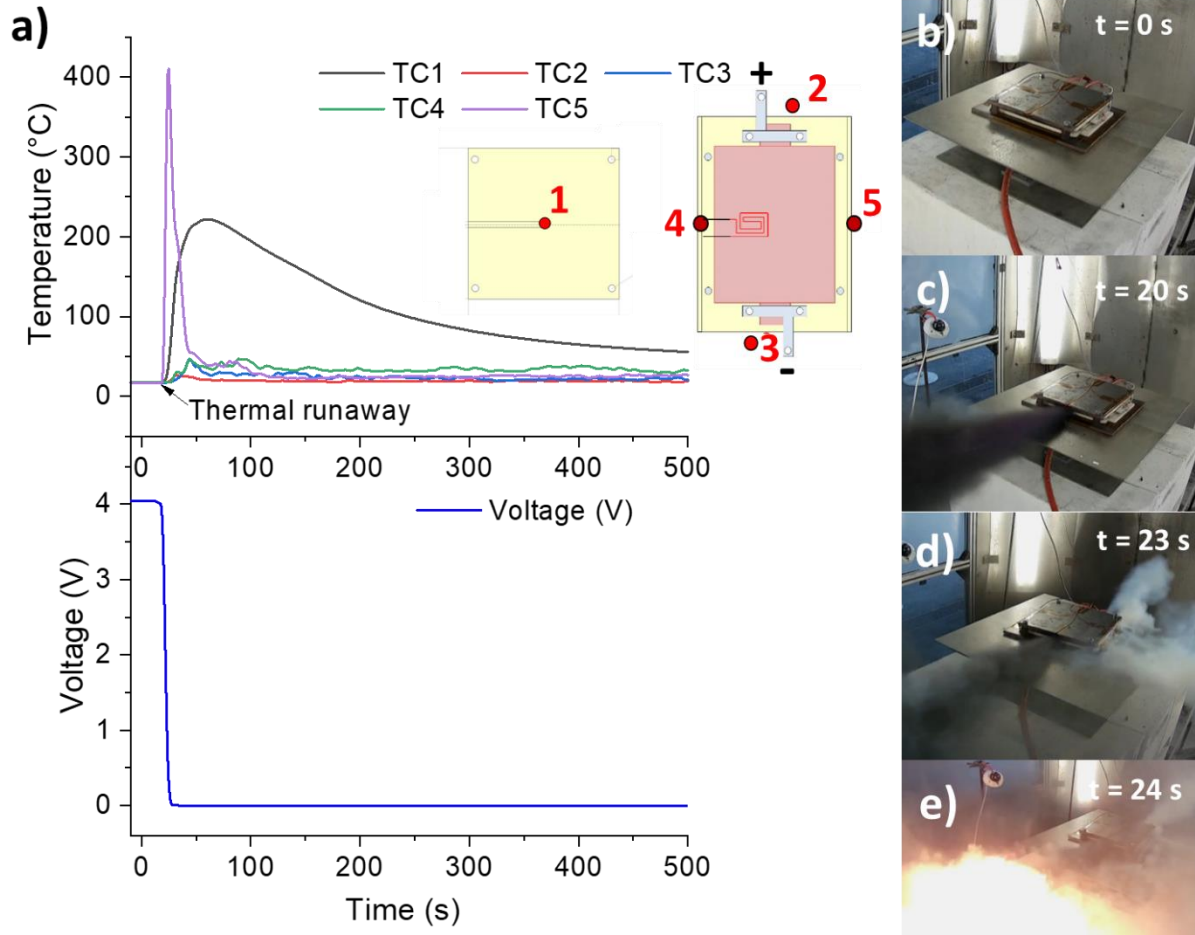 a)
TC1 TC2 TC3
TC4 TC5
Temperature (°C)
400
300
200
100
0
Thermal runaway
0 100 200 300 400 500
1
+
2
4
5
3
-
Voltage (V)
Voltage (V)
4
3
2
1
0
0 100 200 300 400 500
Time (s)
b)
t = 0 s
c)
t = 20 s
d)
t = 23 s
e)
t = 24 s